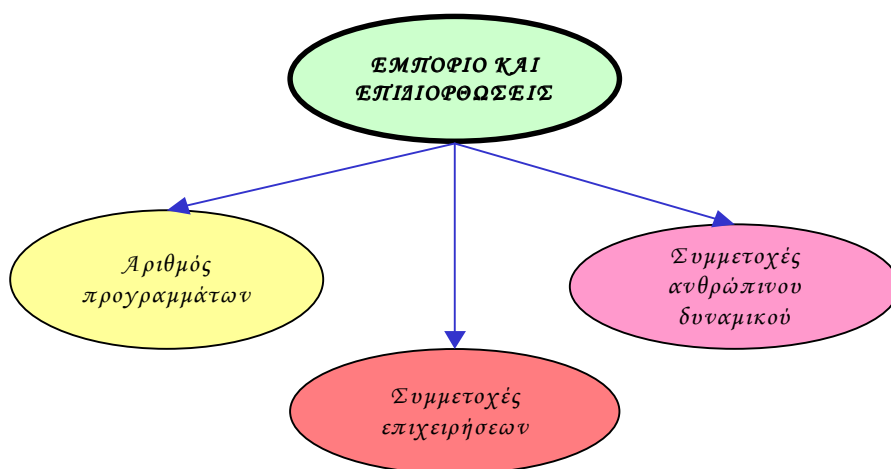 ΕΜΠΟΡΙΟ ΚΑΙ
ΕΠΙΔΙΟΡΘΩΣΕΙΣ
Αριθμός
προγραμμάτων
Συμμετοχές
ανθρώπινου
δυναμικού
Συμμετοχές
επιχειρήσεων